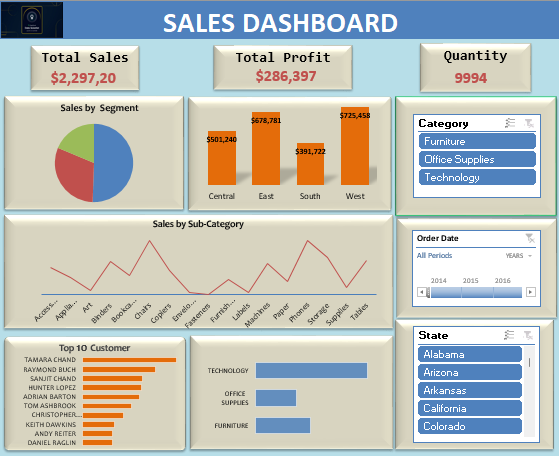 SALES DASHBOARD
Total Sales
$2,297,20
Total Profit
$286,397
Quantity
9994
Sales by Segment
$501,240
$678,781
$391,722
$725,458
Central East South West
Category
Furniture
Office Supplies
Technology
Sales by Sub-Category
Access...
Applia...
Art
Binders
Bookca...
Chairs
Copiers
Envelo...
Fasteners
Furnish...
Labels
Machines
Paper
Phones
Storage
Supplies
Tables
Order Date
All Periods YEARS
2014 2015 2016
Top 10 Customer
TAMARA CHAND
RAYMOND BUCH
SANJIT CHAND
HUNTER LOPEZ
ADRIAN BARTON
TOM ASHBROOK
CHRISTOPHER...
KEITH DAWKINS
ANDY REITER
DANIEL RAGLIN
TECHNOLOGY
OFFICE
SUPPLIES
FURNITURE
State
Alabama
Arizona
Arkansas
California
Colorado